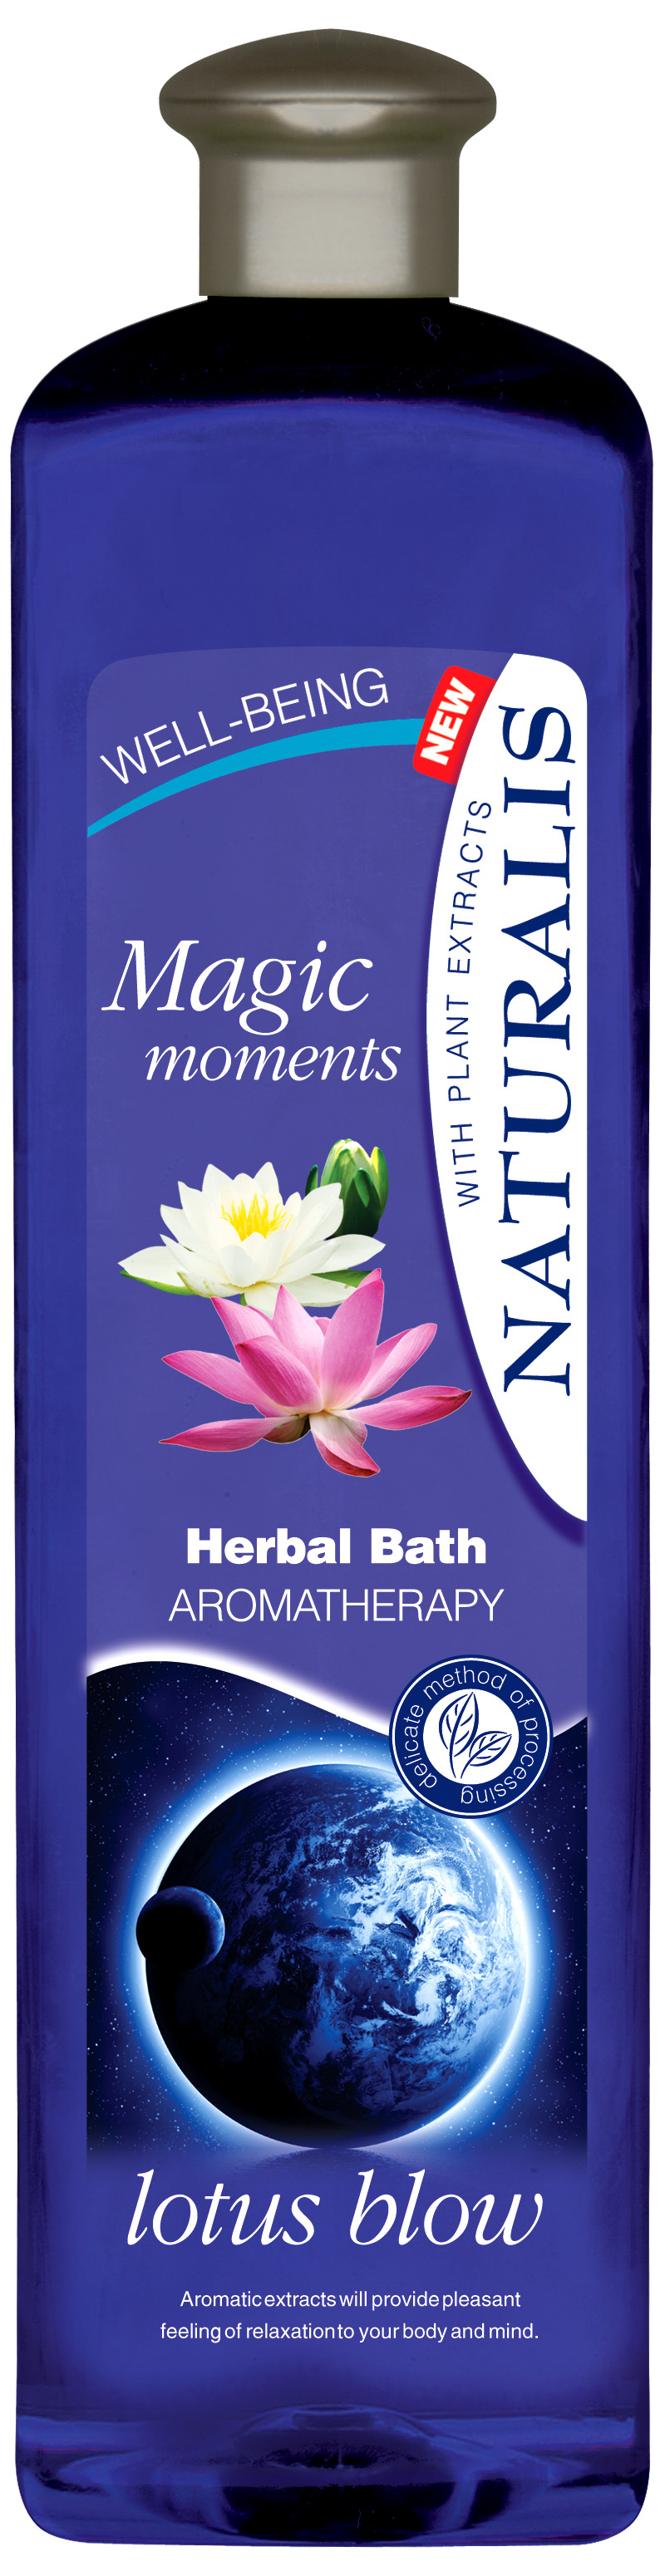 WELL-BEING
NEW
NATURALIS
WITH PLANT EXTRACTS
Magic
moments
Herbal Bath
AROMATHERAPY
delicate method of processing
lotus blow
Aromatic extracts will provide pleasant
feeling of relaxation to your body and mind.